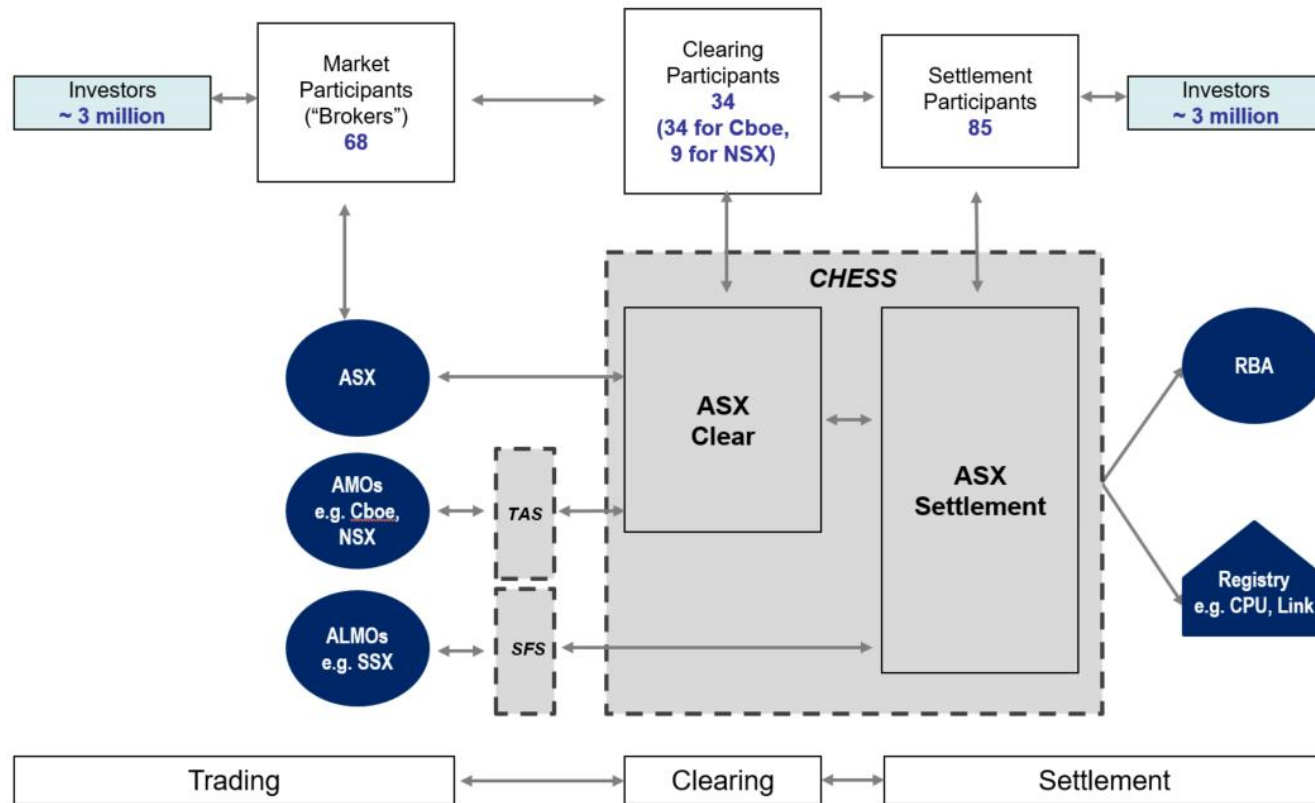 Investors
~ 3 million
Market
Participants
("Brokers")
68
Clearing
Participants
34
(34 for Cboe,
9 for NSX)
Settlement
Participants
85
Investors
~ 3 million
CHESS
ASX
ASX
Clear
ASX
Settlement
RBA
AMOs
e.g. Cboe,
NSX
TAS
ALMOs
e.g. SSX
SFS
Registry
e.g. CPU, Link
Trading
Clearing
Settlement